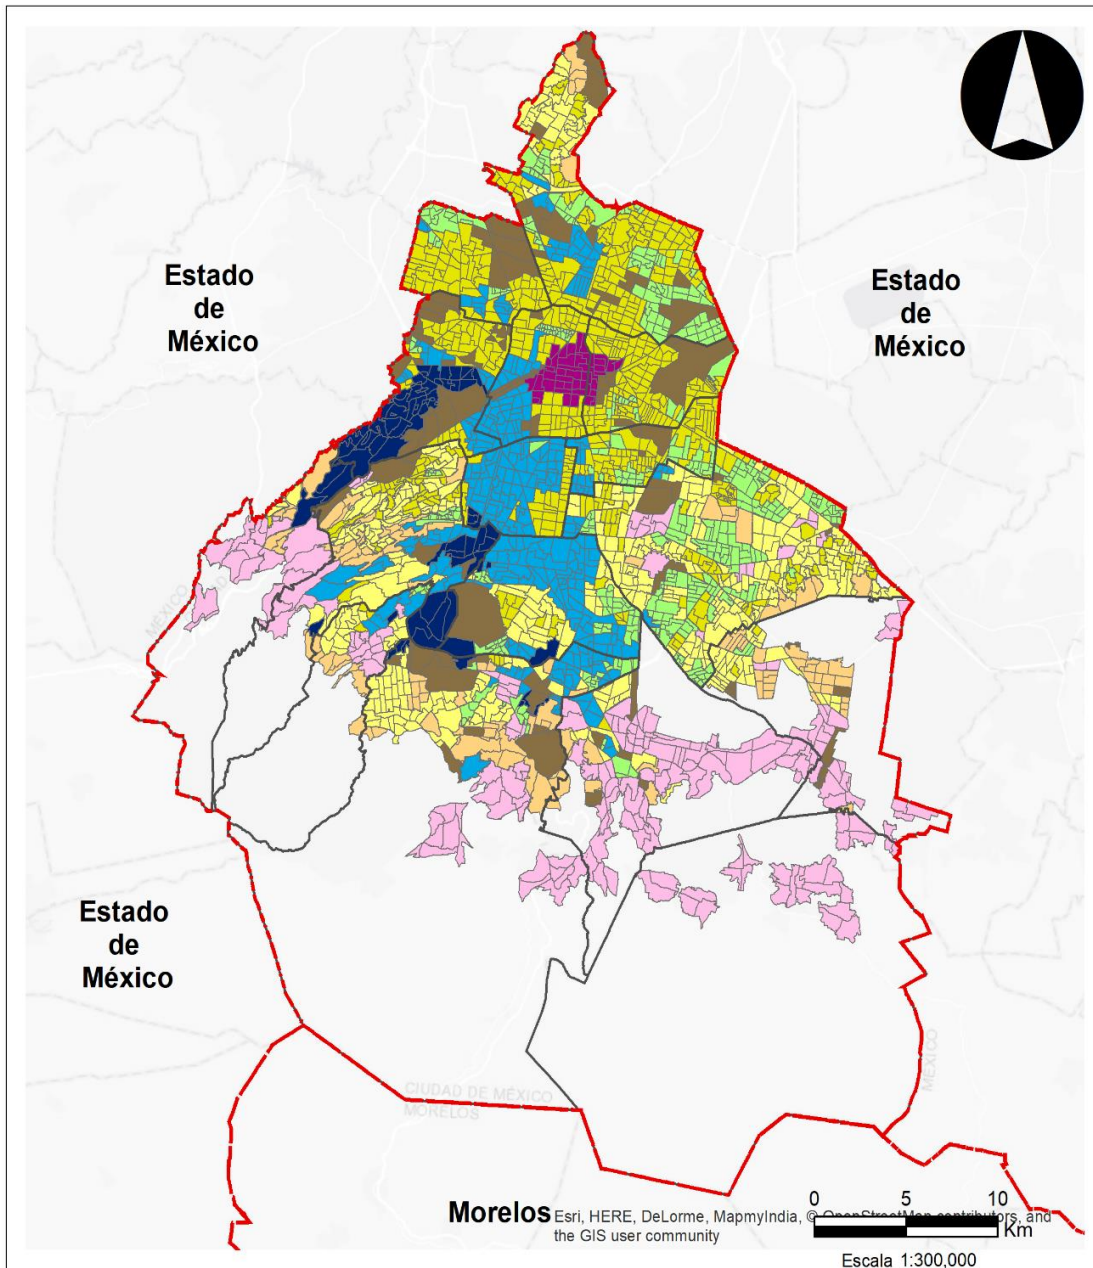 Estado
de
México
Estado
de
México
MÉXICO
Estado
de
México
MÉXICO
CIUDAD DE MÉXICO
MORELOS
Morelos
Esri, HERE, DeLorme, MapmyIndia, © OpenStreetMap contributors, and
the GIS user community
0 5 10
Km
Escala 1:300,000